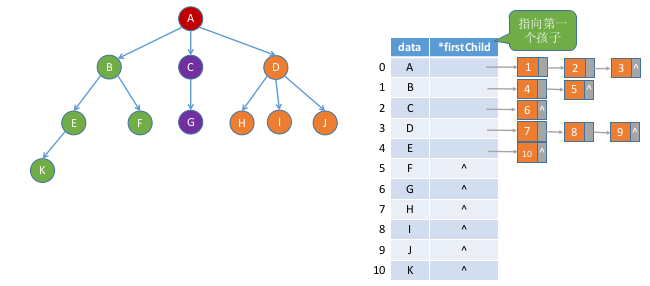 A
B
C
D
E
F
G
H
I
J
K
指向第一
个孩子
data *firstChild
0 A 1 2 3 ^
1 B 4 5 ^
2 C 6 ^
3 D 7 8 9 ^
4 E 10 ^
5 F ^
6 G ^
7 H ^
8 I ^
9 J ^
10 K ^